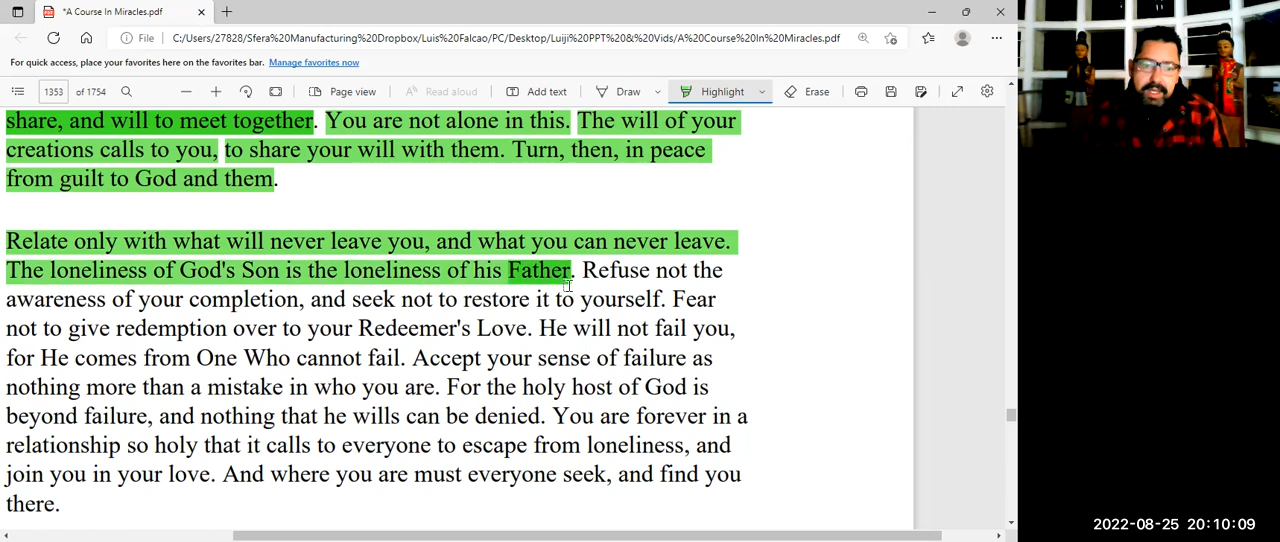 *A Course In Miracles.pdf
File
C:/Users/27828/Sfera%20Manufacturing%20Dropbox/Luis%20Falcao/PC/Desktop/Luiji%20PPT%20&%20Vids/A%20Course%20In%20Miracles.pdf
For quick access, place your favorites here on the favorites bar. Manage favorites now
1353 of 1754
Page view
Read aloud
Add text
Draw
Highlight
Erase
share, and will to meet together. You are not alone in this. The will of your
creations calls to you, to share your will with them. Turn, then, in peace
from guilt to God and them.
Relate only with what will never leave you, and what you can never leave.
The loneliness of God's Son is the loneliness of his Father. Refuse not the
awareness of your completion, and seek not to restore it to yourself. Fear
not to give redemption over to your Redeemer's Love. He will not fail you,
for He comes from One Who cannot fail. Accept your sense of failure as
nothing more than a mistake in who you are. For the holy host of God is
beyond failure, and nothing that he wills can be denied. You are forever in a
relationship so holy that it calls to everyone to escape from loneliness, and
join you in your love. And where you are must everyone seek, and find you
there.
2022-08-25 20:10:09